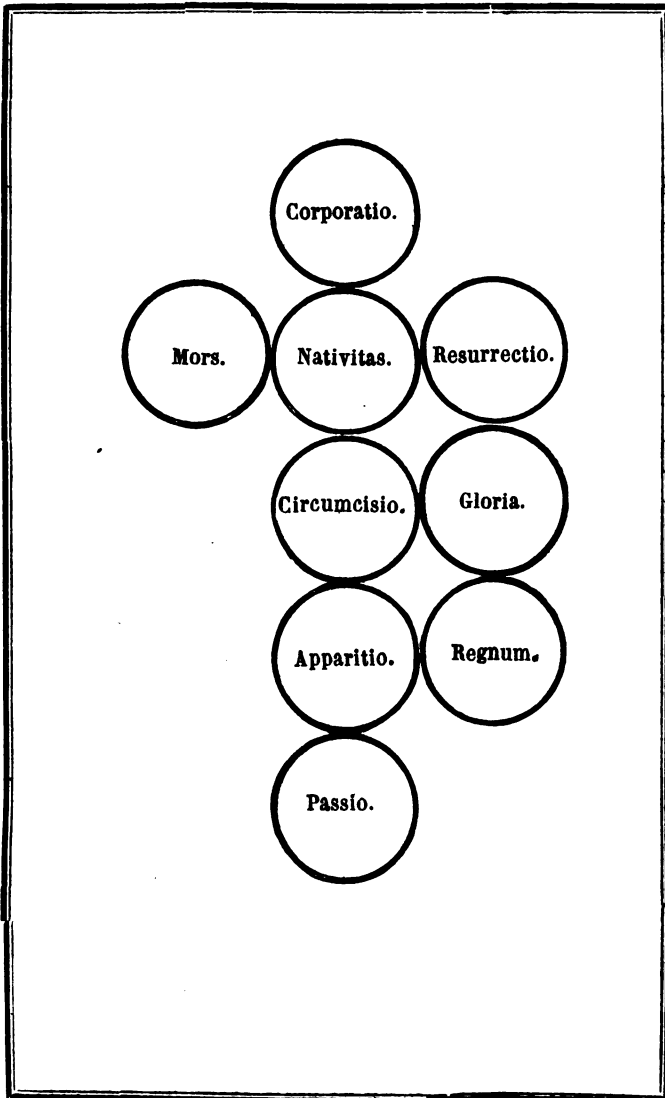 Corporatio.
Mors.
Nativitas.
Resurrectio.
Circumcisio.
Gloria.
Apparitio.
Regnum.
Passio.